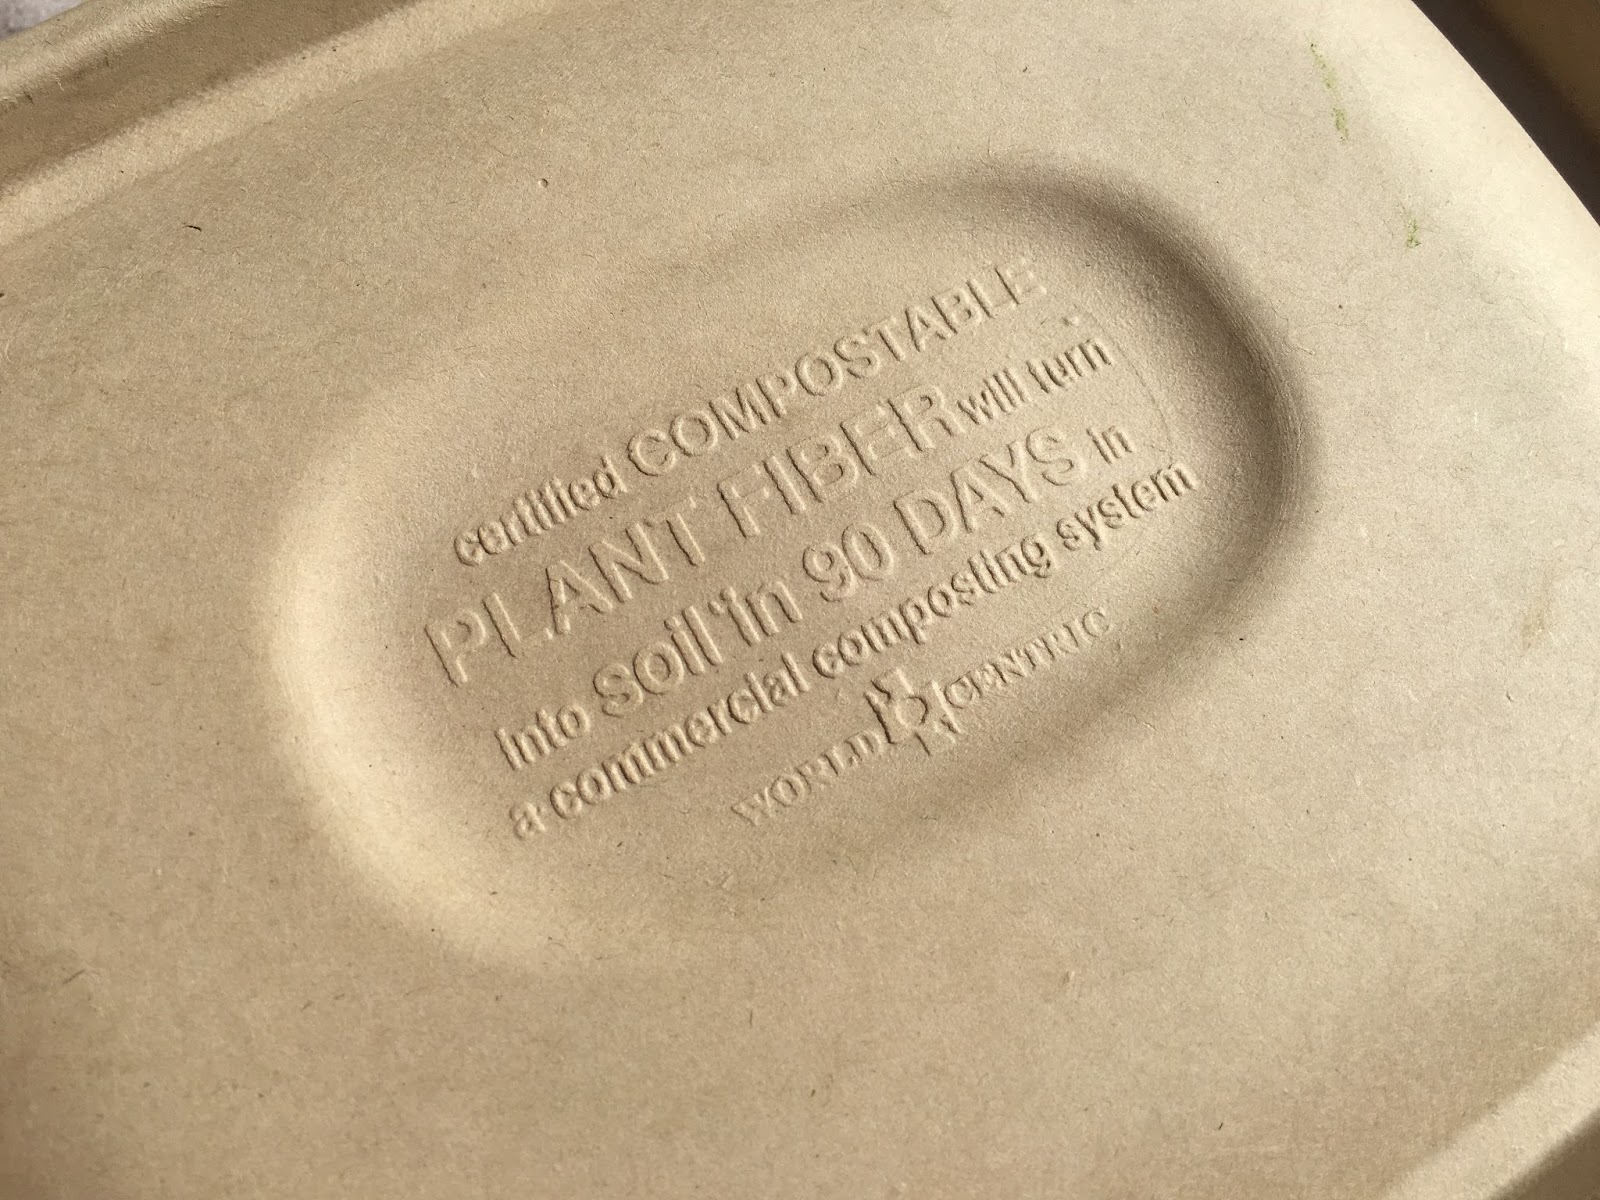 certified COMPOSTABLE
PLANT FIBER will turn
into soil in 90 DAYS in
a commercial composting system
WORLD CENTRIC